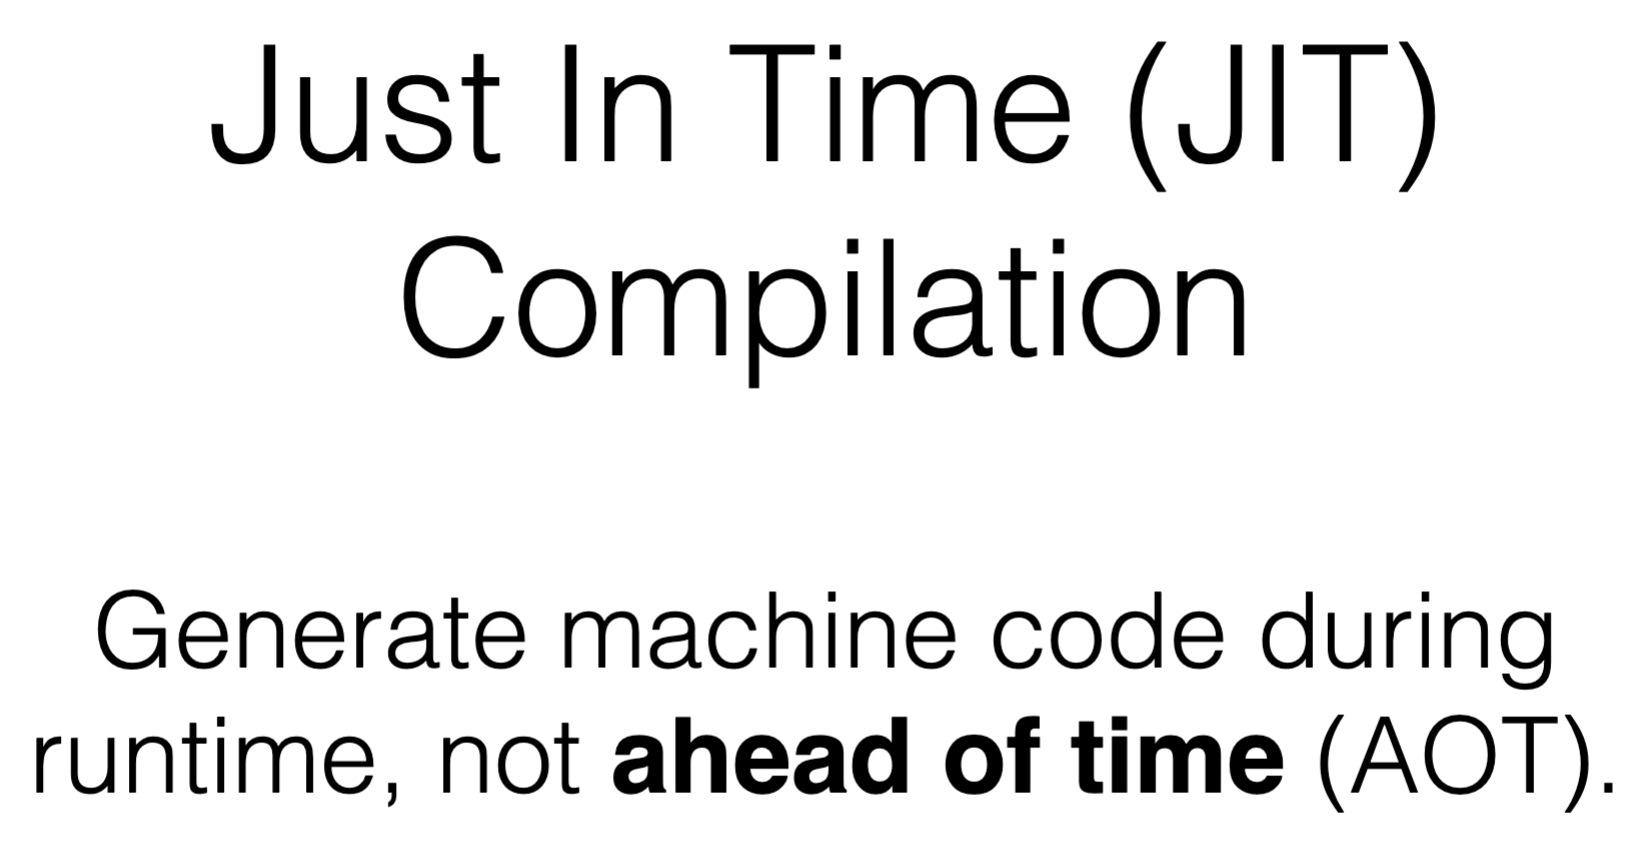 Just In Time (JIT)
Compilation
Generate machine code during
runtime, not ahead of time (AOT).